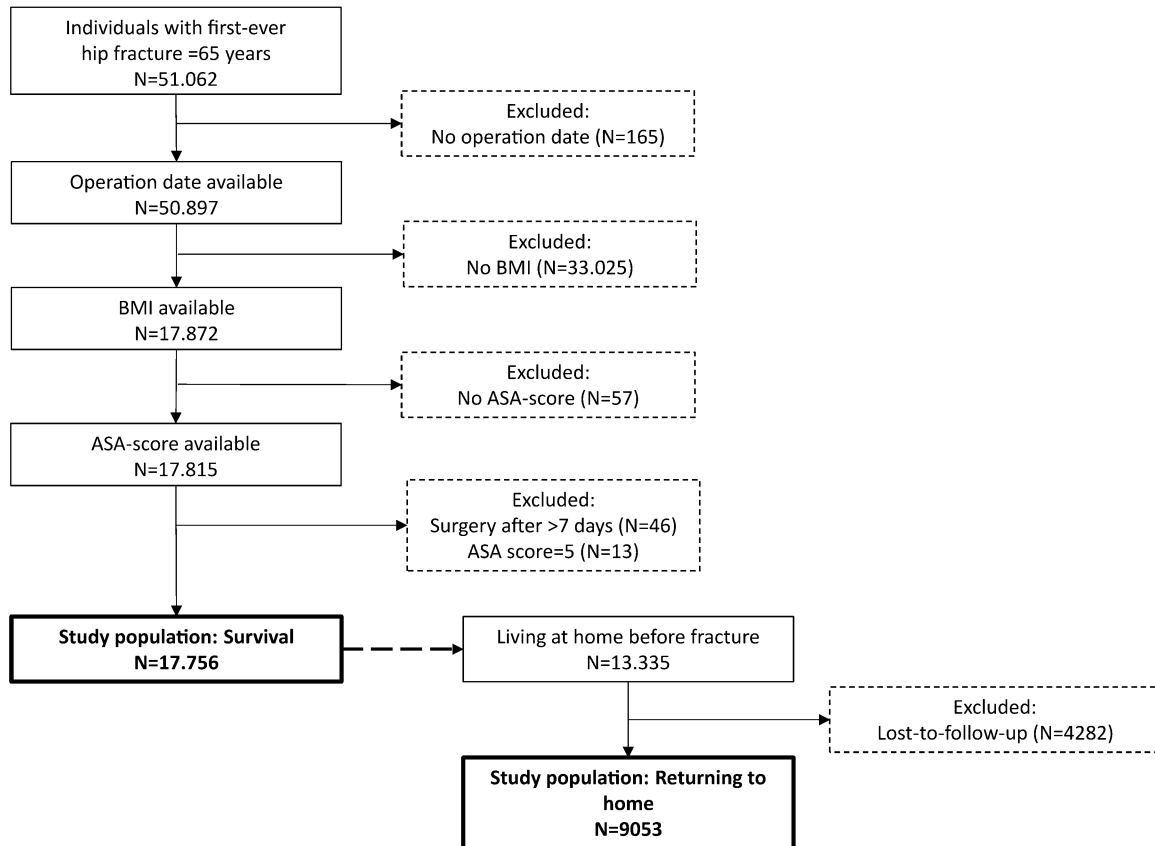 Individuals with first-ever
hip fracture =65 years
N=51.062
Excluded:
No operation date (N=165)
Operation date available
N=50.897
Excluded:
No BMI (N=33.025)
BMI available
N=17.872
Excluded:
No ASA-score (N=57)
ASA-score available
N=17.815
Excluded:
Surgery after >7 days (N=46)
ASA score=5 (N=13)
Study population: Survival
N=17.756
Living at home before fracture
N=13.335
Excluded:
Lost-to-follow-up (N=4282)
Study population: Returning to
home
N=9053